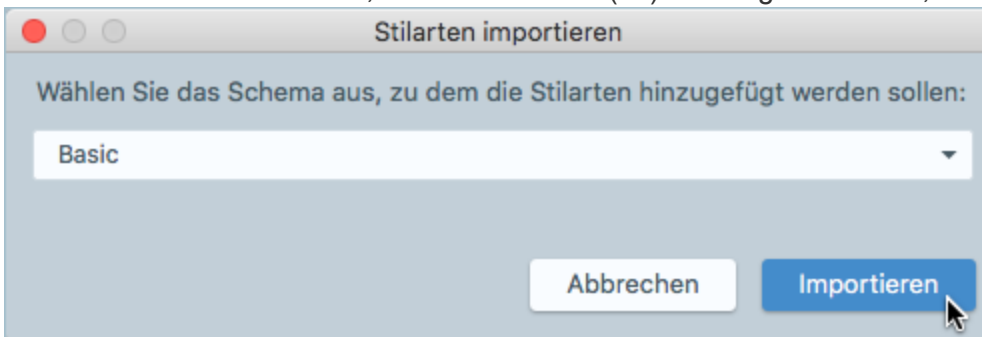 Stilarten importieren
Wählen Sie das Schema aus, zu dem die Stilarten hinzugefügt werden sollen:
Basic
Abbrechen
Importieren